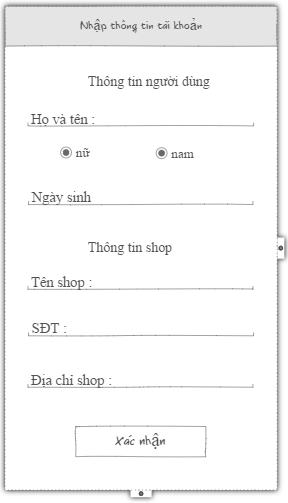 Nhập thông tin tài khoản
Thông tin người dùng
Họ và tên :
nữ nam
Ngày sinh
Thông tin shop
Tên shop :
SĐT :
Địa chỉ shop :
Xác nhận